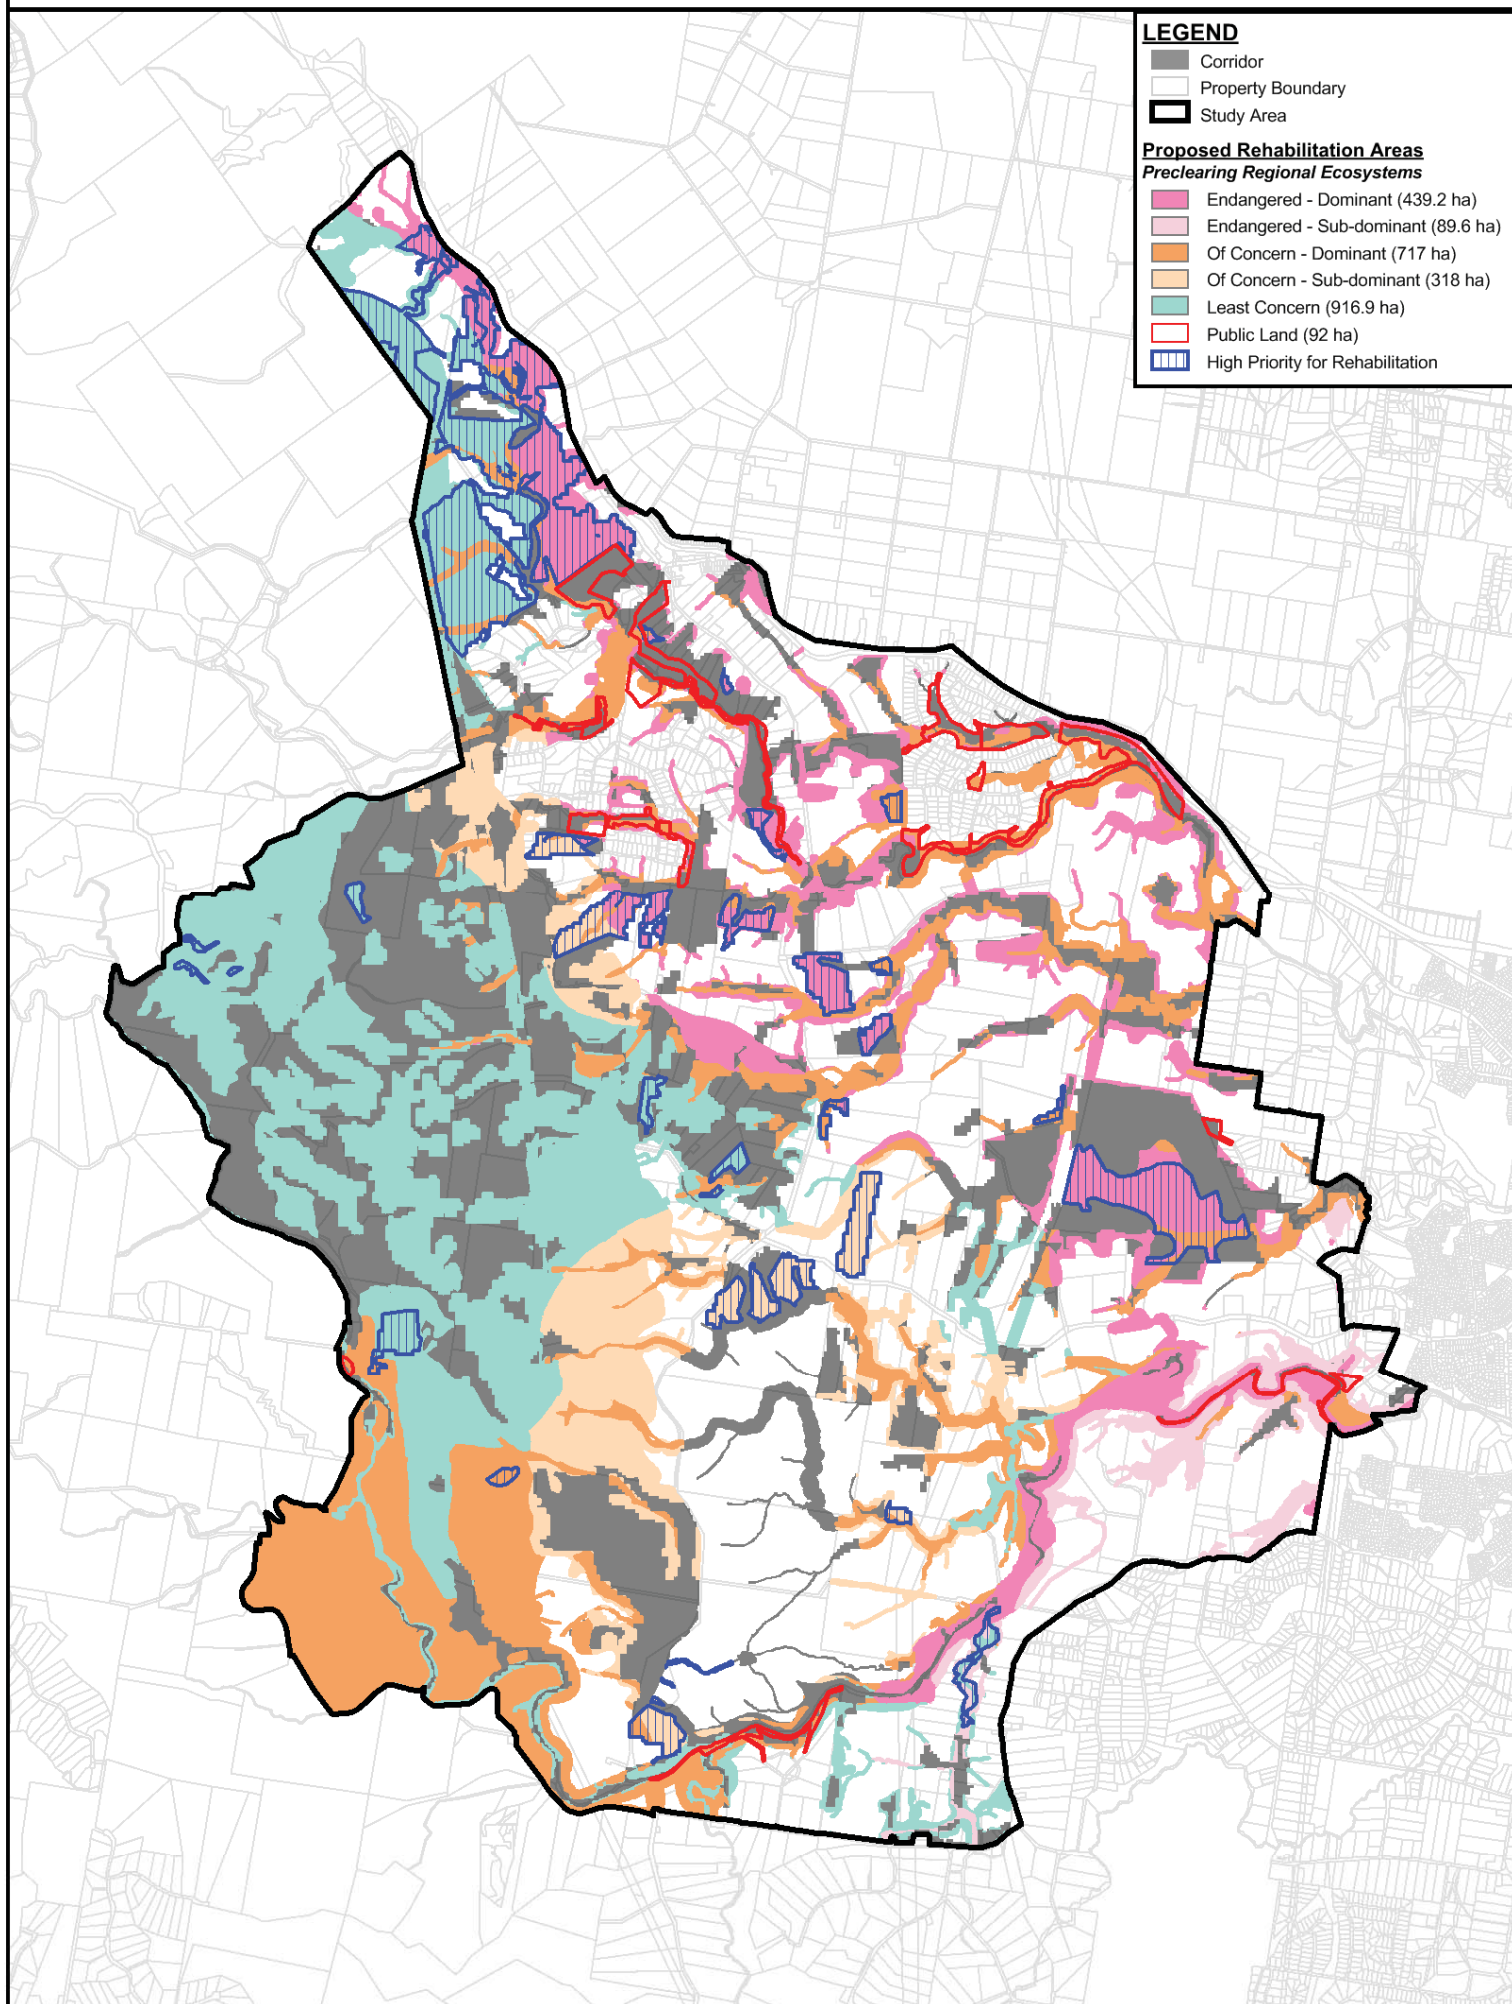 LEGEND
Corridor
Property Boundary
Study Area
Proposed Rehabilitation Areas
Preclearing Regional Ecosystems
Endangered - Dominant (439.2 ha)
Endangered - Sub-dominant (89.6 ha)
Of Concern - Dominant (717 ha)
Of Concern - Sub-dominant (318 ha)
Least Concern (916.9 ha)
Public Land (92 ha)
High Priority for Rehabilitation